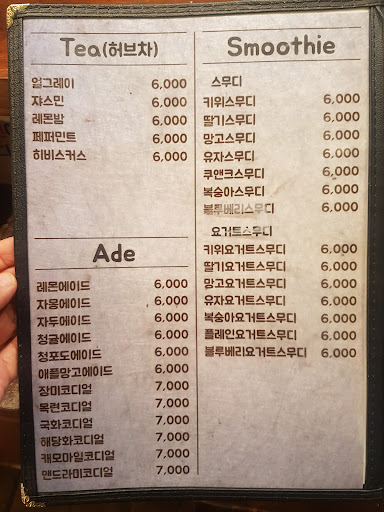 Tea(허브차)
얼그레이 6,000
쟈스민 6,000
레몬밤 6,000
페퍼민트 6,000
히비스커스 6,000
Ade
레몬에이드 6,000
자몽에이드 6,000
자두에이드 6,000
청귤에이드 6,000
청포도에이드 6,000
애플망고에이드 6,000
장미코디얼 7,000
목련코디얼 7,000
국화코디얼 7,000
해당화코디얼 7,000
캐모마일코디얼 7,000
맨드라미코디얼 7,000
Smoothie
스무디
키위스무디 6,000
딸기스무디 6,000
망고스무디 6,000
유자스무디 6,000
쿠앤크스무디 6,000
복숭아스무디 6,000
블루베리스무디 6,000
요거트스무디
키위요거트스무디 6,000
딸기요거트스무디 6,000
망고요거트스무디 6,000
유자요거트스무디 6,000
복숭아요거트스무디 6,000
플레인요거트스무디 6,000
블루베리요거트스무디 6,000